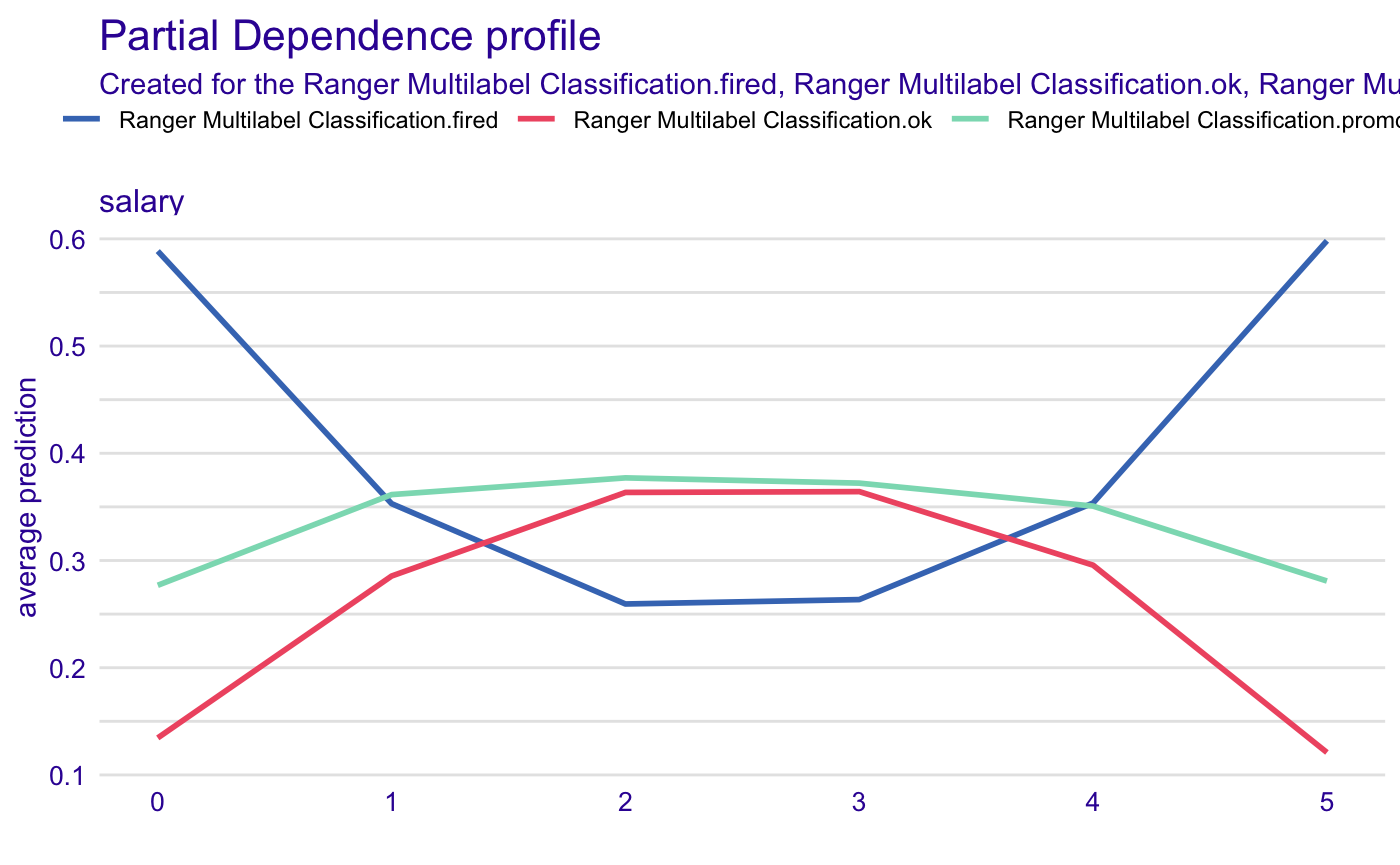 Partial Dependence profile
Created for the Ranger Multilabel Classification.fired, Ranger Multilabel Classification.ok, Ranger Mu
Ranger Multilabel Classification.fired Ranger Multilabel Classification.ok Ranger Multilabel Classification.promo
salary
0.6
0.5
0.4
0.3
0.2
0.1
average prediction
0 1 2 3 4 5